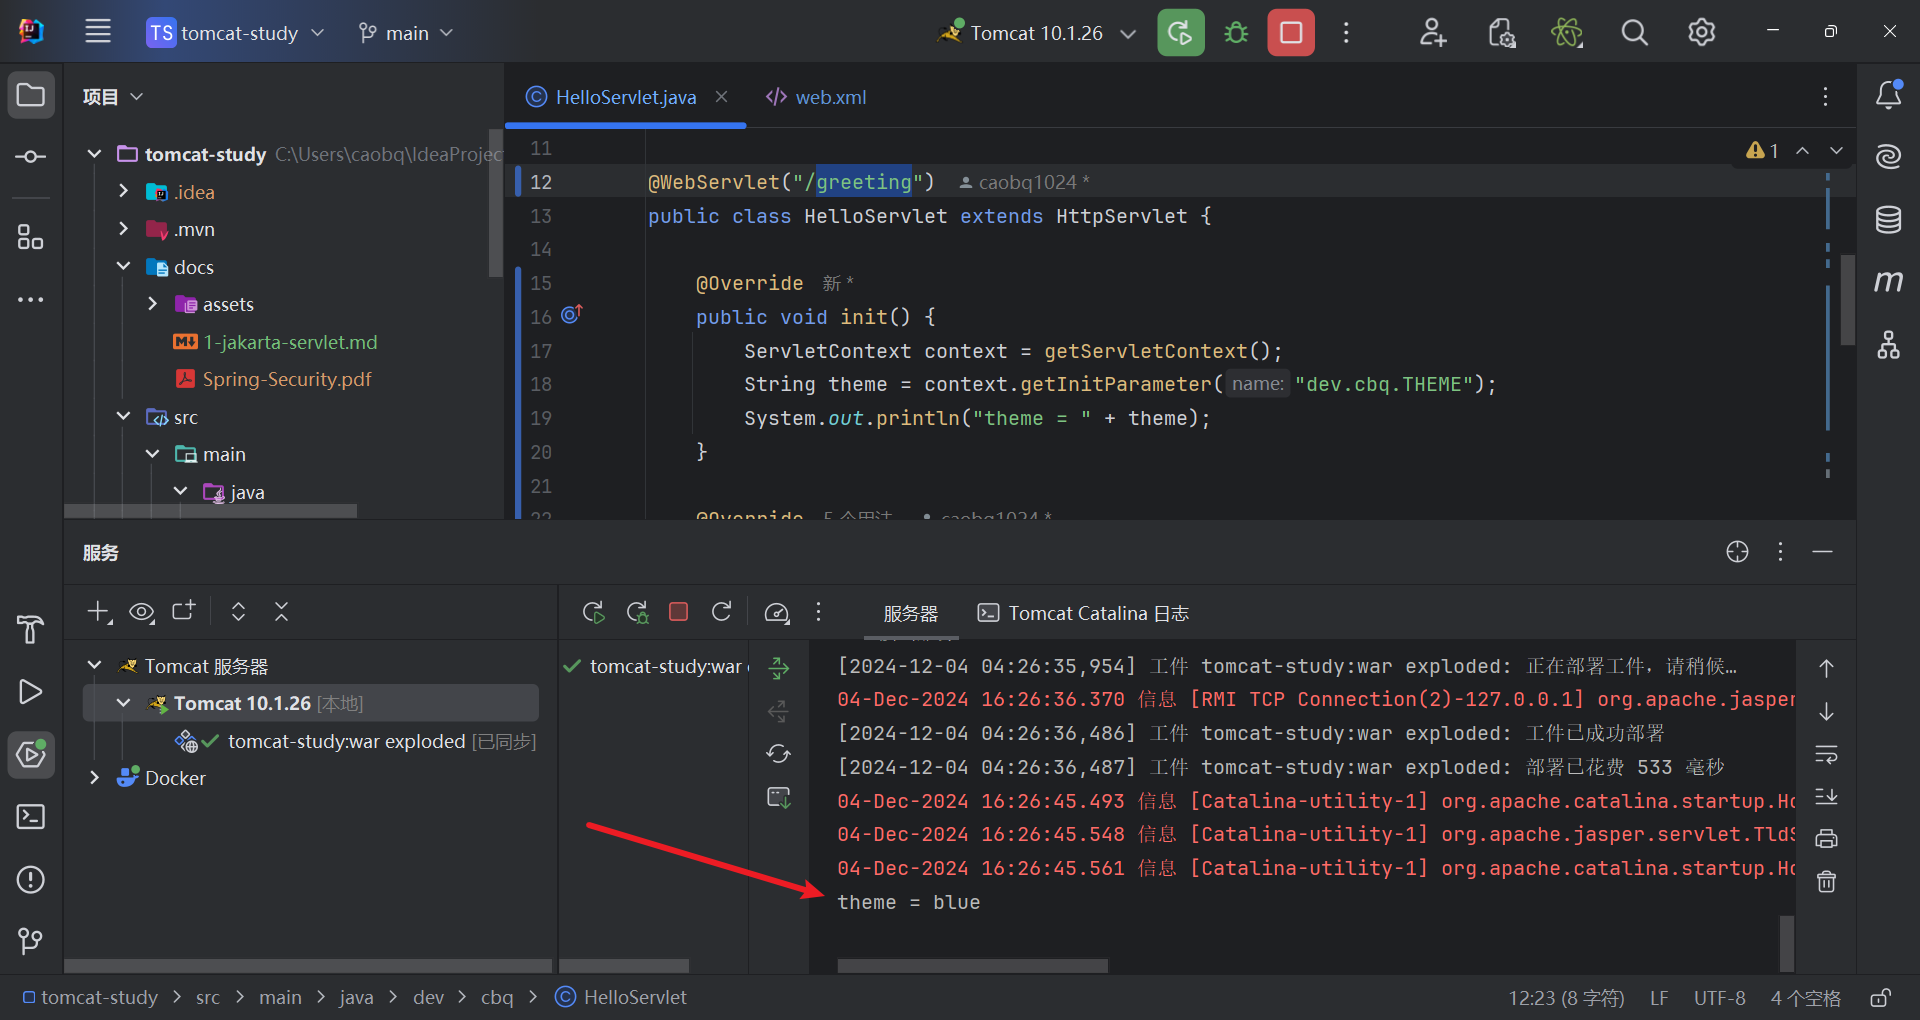 TS tomcat-study
main
Tomcat 10.1.26
项目
HelloServlet.java
web.xml
tomcat-study C:\Users\caobq\IdeaProjec
.idea
.mvn
docs
assets
1-jakarta-servlet.md
Spring-Security.pdf
src
main
java
1
11
12 @WebServlet("/greeting") caobq1024 *
13 public class HelloServlet extends HttpServlet {
14
15 @Override 新 *
16 public void init() {
17 ServletContext context = getServletContext();
18 String theme = context.getInitParameter( name: "dev.cbq.THEME");
19 System.out.println("theme = " + theme);
20 }
21
22 @Override 5 个用法 caobq1024 *
服务
服务器
Tomcat Catalina 日志
Tomcat 服务器
Tomcat 10.1.26 [本地]
tomcat-study:war exploded [已同步]
Docker
tomcat-study:war
[2024-12-04 04:26:35,954] 工件 tomcat-study:war exploded: 正在部署工件，请稍候…
04-Dec-2024 16:26:36.370 信息 [RMI TCP Connection(2)-127.0.0.1] org.apache.jasper
[2024-12-04 04:26:36,486] 工件 tomcat-study:war exploded: 工件已成功部署
[2024-12-04 04:26:36,487] 工件 tomcat-study:war exploded: 部署已花费 533 毫秒
04-Dec-2024 16:26:45.493 信息 [Catalina-utility-1] org.apache.catalina.startup.Ho
04-Dec-2024 16:26:45.548 信息 [Catalina-utility-1] org.apache.jasper.servlet.TldS
04-Dec-2024 16:26:45.561 信息 [Catalina-utility-1] org.apache.catalina.startup.Ho
theme = blue
tomcat-study > src > main > java > dev > cbq > HelloServlet
12:23 (8 字符) LF UTF-8 4 个空格